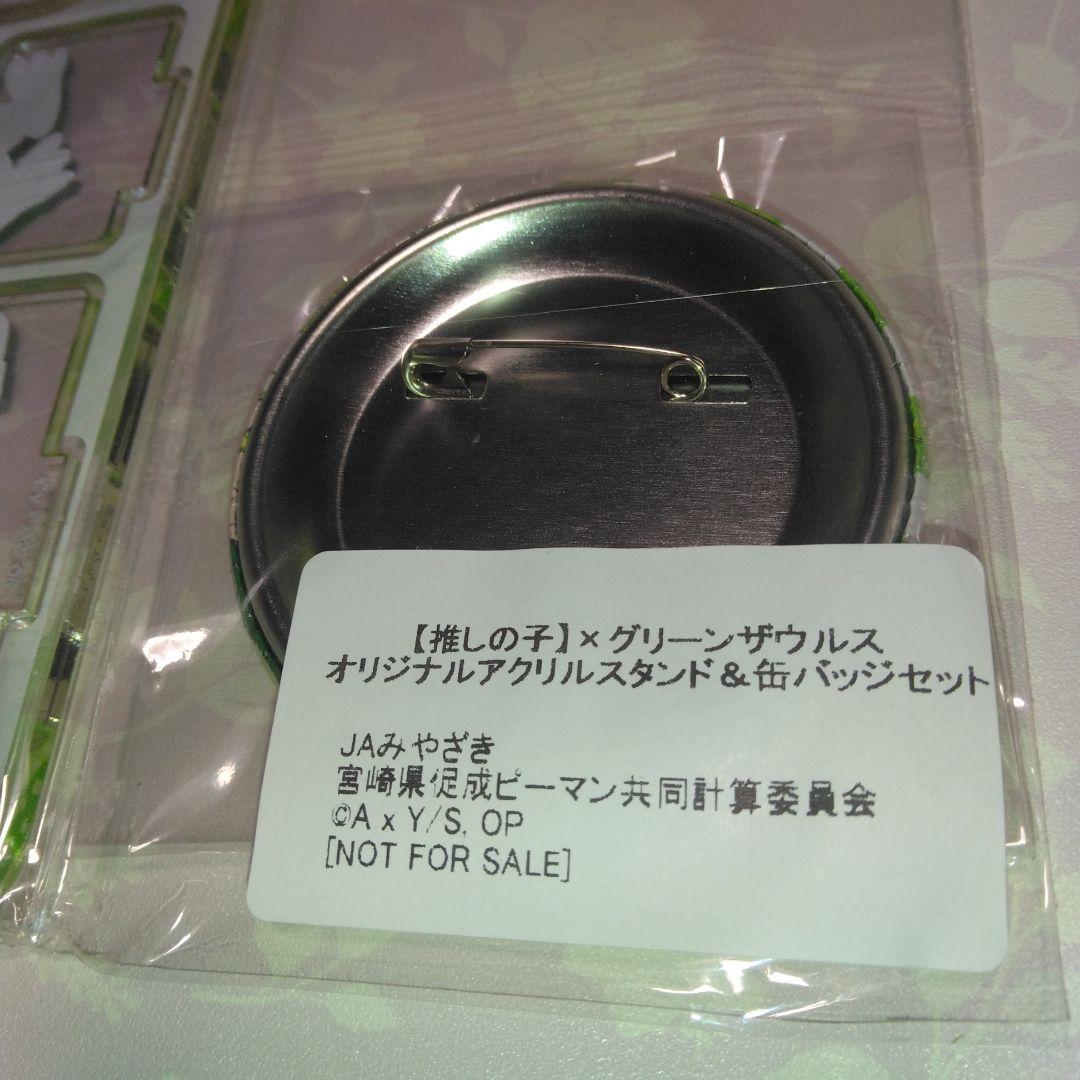 【推しの子】×グリーンザウルス
オリジナルアクリルスタンド&缶バッジセット
JAみやざき
宮崎県促成ピーマン共同計算委員会
©A x Y/S, OP
[NOT FOR SALE]